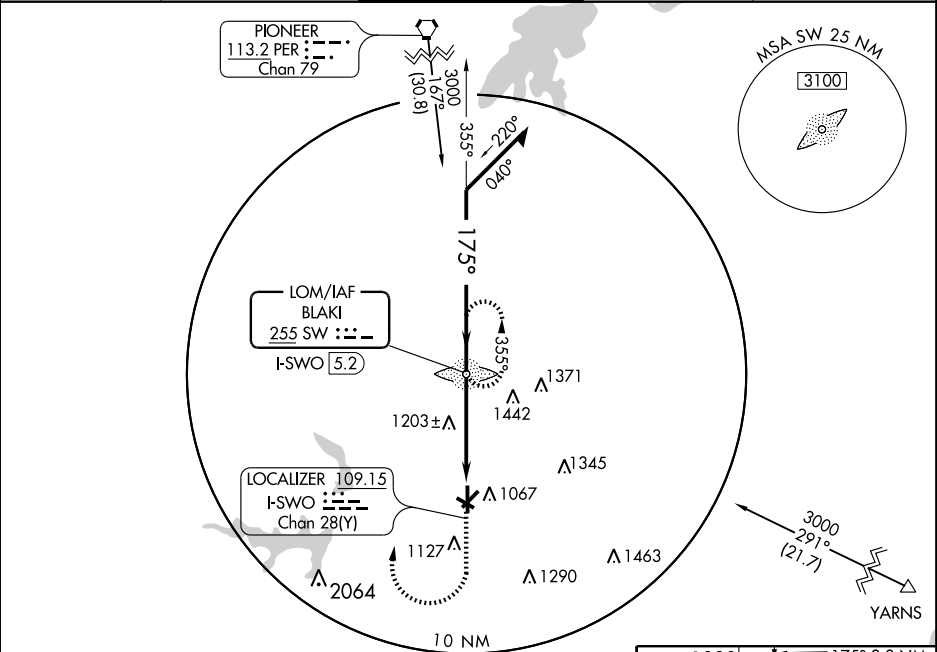 PIONEER
113.2 PER
Chan 79
3000
167°
(30.8)
355°
220°
040°
MSA SW 25 NM
3100
175°
LOM/IAF
BLAKI
255 SW
I-SWO 5.2
355°
1371
1442
1203±
1345
LOCALIZER 109.15
I-SWO
Chan 28(Y)
1067
1127
1463
1290
2064
3000
291°
(21.7)
YARNS
10 NM